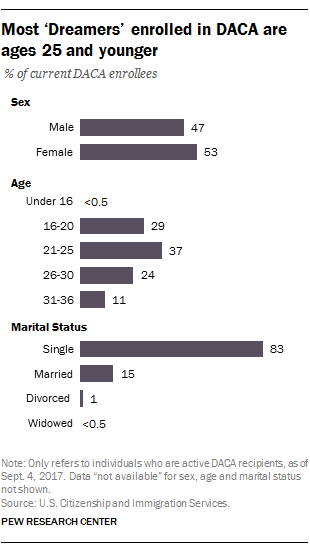 Most ‘Dreamers’ enrolled in DACA are
ages 25 and younger
% of current DACA enrollees
Sex
Male 47
Female 53
Age
Under 16 <0.5
16-20 29
21-25 37
26-30 24
31-36 11
Marital Status
Single 83
Married 15
Divorced 1
Widowed <0.5
Note: Only refers to individuals who are active DACA recipients, as of
Sept. 4, 2017. Data “not available” for sex, age and marital status
not shown.
Source: U.S. Citizenship and Immigration Services.
PEW RESEARCH CENTER